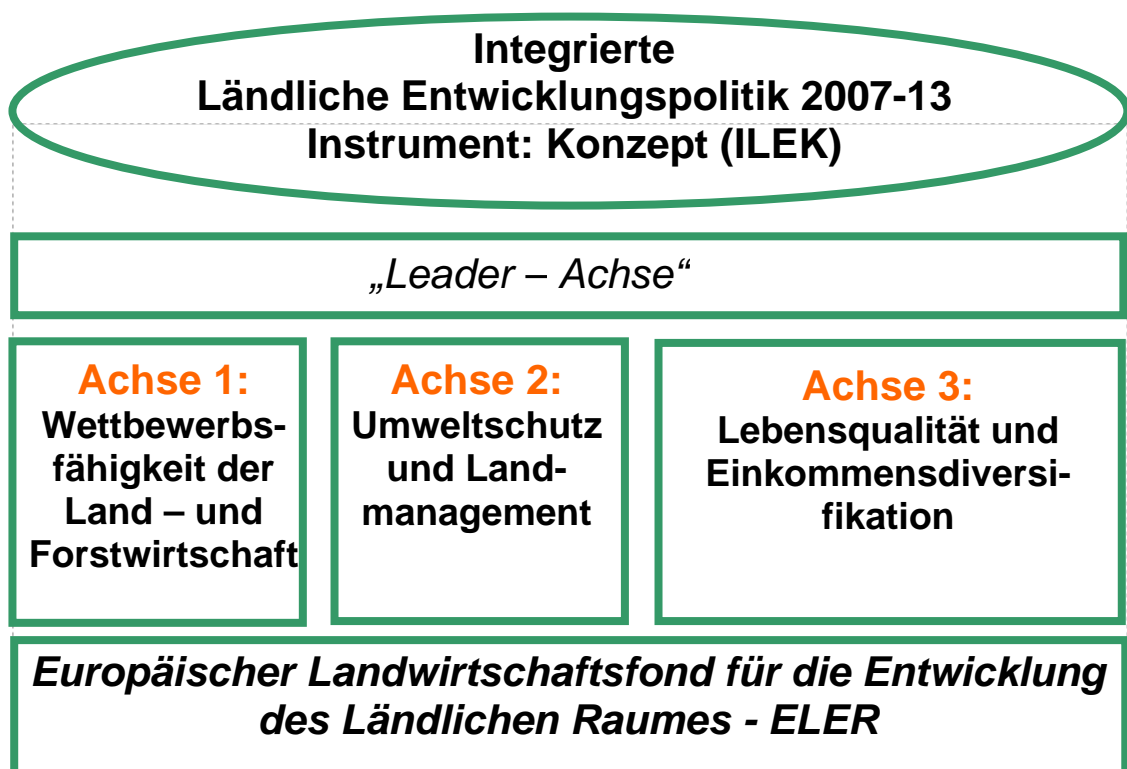 Integrierte
Ländliche Entwicklungspolitik 2007-13
Instrument: Konzept (ILEK)
„Leader – Achse“
Achse 1:
Wettbewerbs-
fähigkeit der
Land – und
Forstwirtschaft
Achse 2:
Umweltschutz
und Land-
management
Achse 3:
Lebensqualität und
Einkommensdiversi-
fikation
Europäischer Landwirtschaftsfond für die Entwicklung
des Ländlichen Raumes - ELER